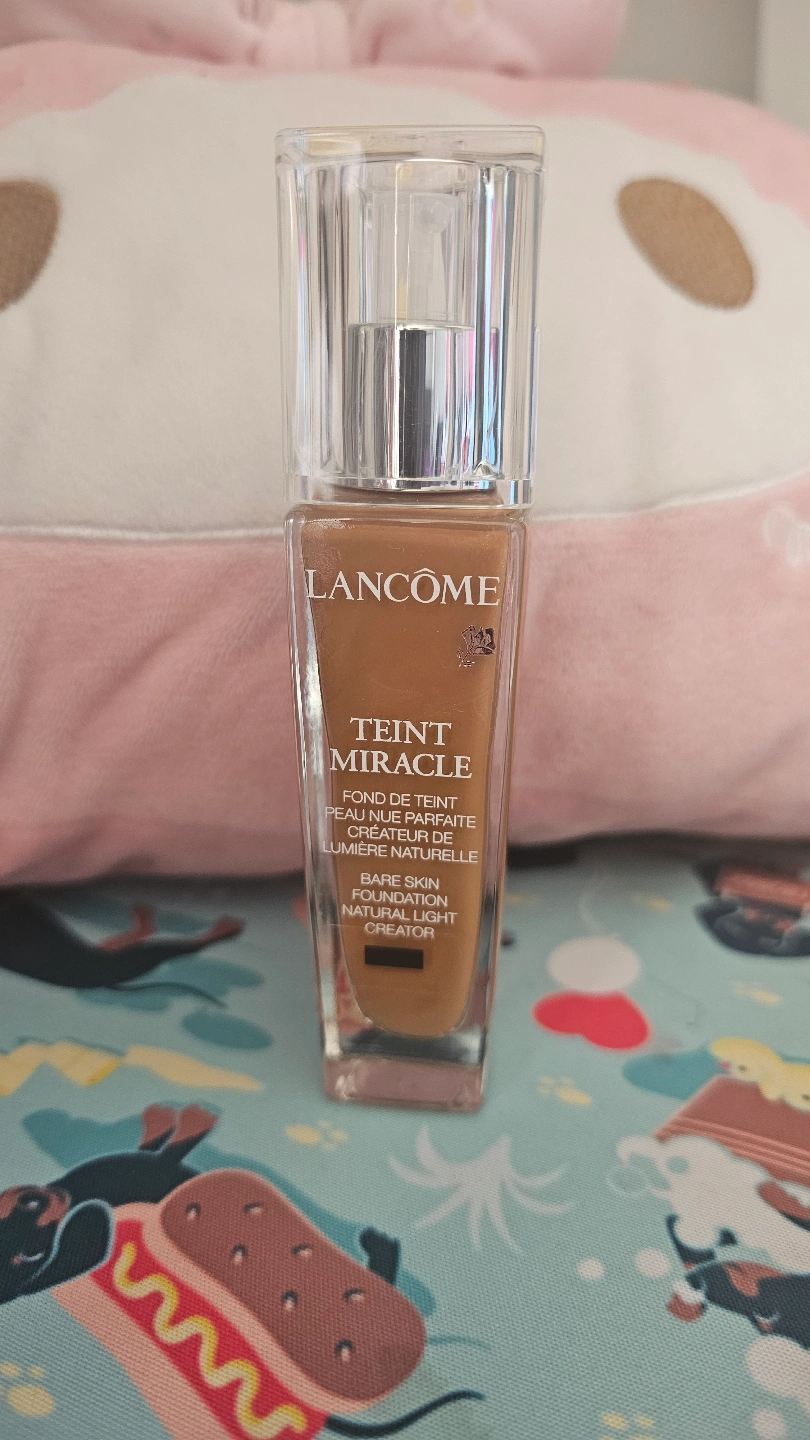 LANCÔME
TEINT
MIRACLE
FOND DE TEINT
PEAU NUE PARFAITE
CRÉATEUR DE
LUMIÈRE NATURELLE
BARE SKIN
FOUNDATION
NATURAL LIGHT
CREATOR